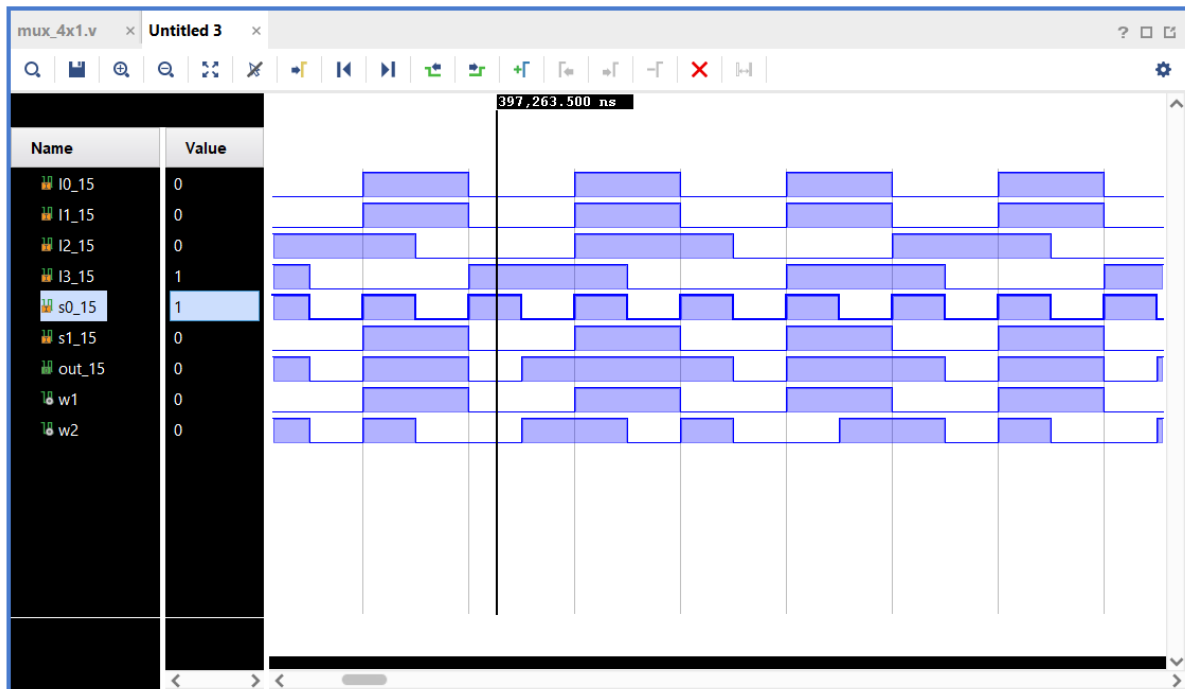 mux_4x1.v × Untitled 3 ×
?
397,263.500 ns
Name Value
I0_15 0
I1_15 0
I2_15 0
I3_15 1
s0_15 1
s1_15 0
out_15 0
w1 0
w2 0